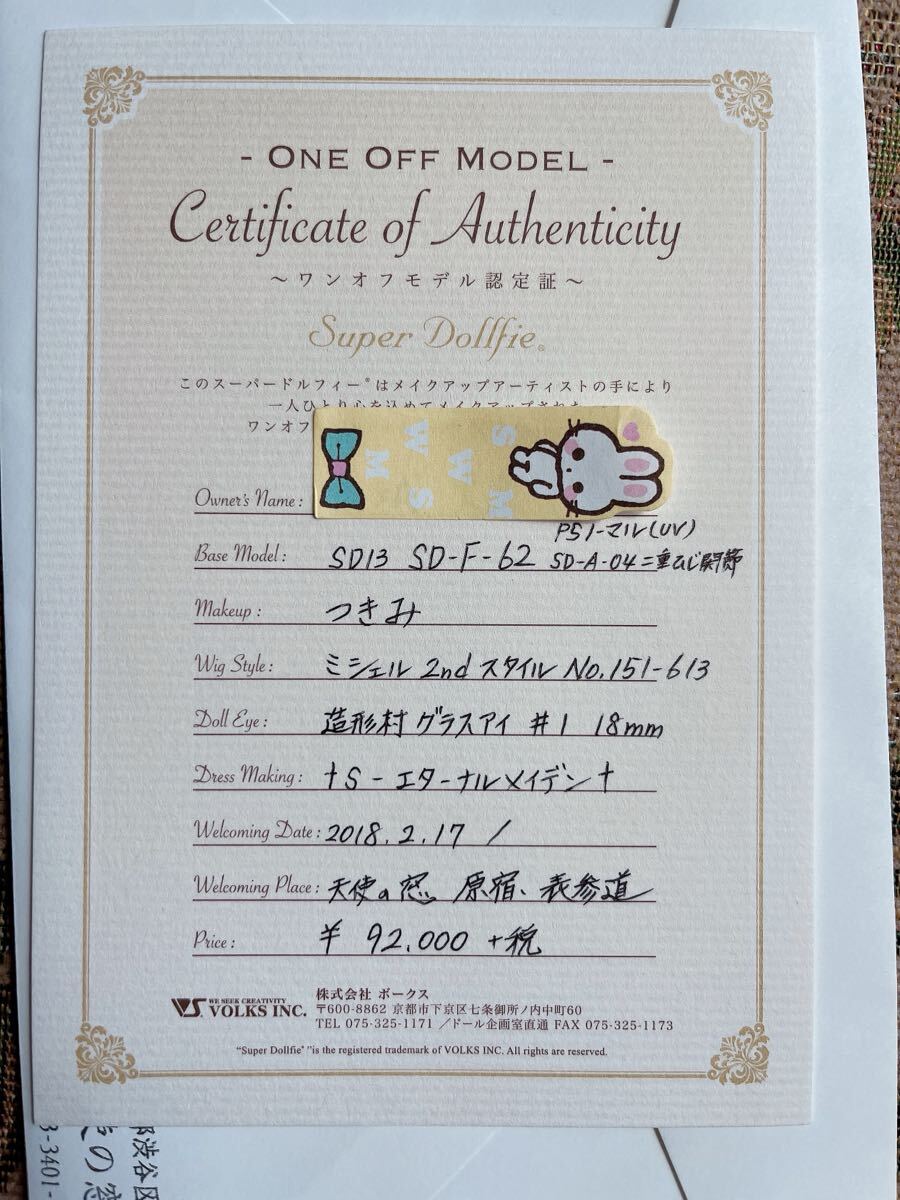 - ONE OFF MODEL -
Certificate of Authenticity
～ワンオフモデル認定証～
Super Dollfie®
このスーパードルフィー®はメイクアップアーティストの手により
一人ひとり心を込めてメイクアップされた
ワンオフ
S W S M
W S W M
Owner's Name :
PS ノーマル(UV)
Base Model : SD13 SD-F-62 SD-A-04 二重ひじ関節
Makeup : つきみ
Wig Style : ミシェル 2nd スタイル No.151-613
Doll Eye : 造形村 グラスアイ #1 18mm
Dress Making : †S-エターナルメイデン†
Welcoming Date : 2018.2.17 /
Welcoming Place : 天使の窓 原宿、表参道
Price : ¥ 92,000 +税
VS WE SEEK CREATIVITY
VOLKS INC.
株式会社 ボークス
〒600-8862 京都市下京区七条御所ノ内中町60
TEL 075-325-1171 ／ドール企画室直通 FAX 075-325-1173
"Super Dollfie®"is the registered trademark of VOLKS INC. All rights are reserved.
渋谷区
の窓
3-3401-